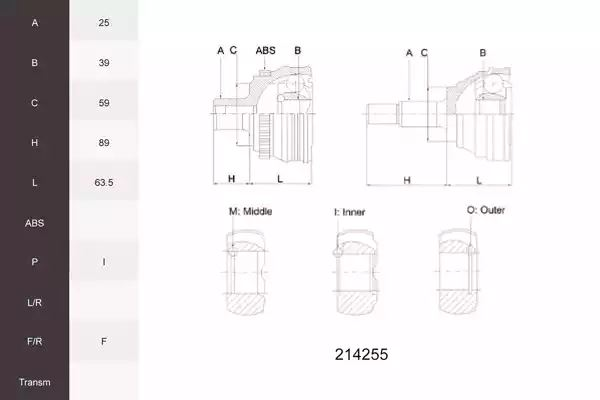 A 25
B 39
C 59
H 89
L 63.5
ABS
P I
L/R
F/R F
Transm
A C ABS B
H L
A C B
H L
M: Middle
I: Inner
O: Outer
214255